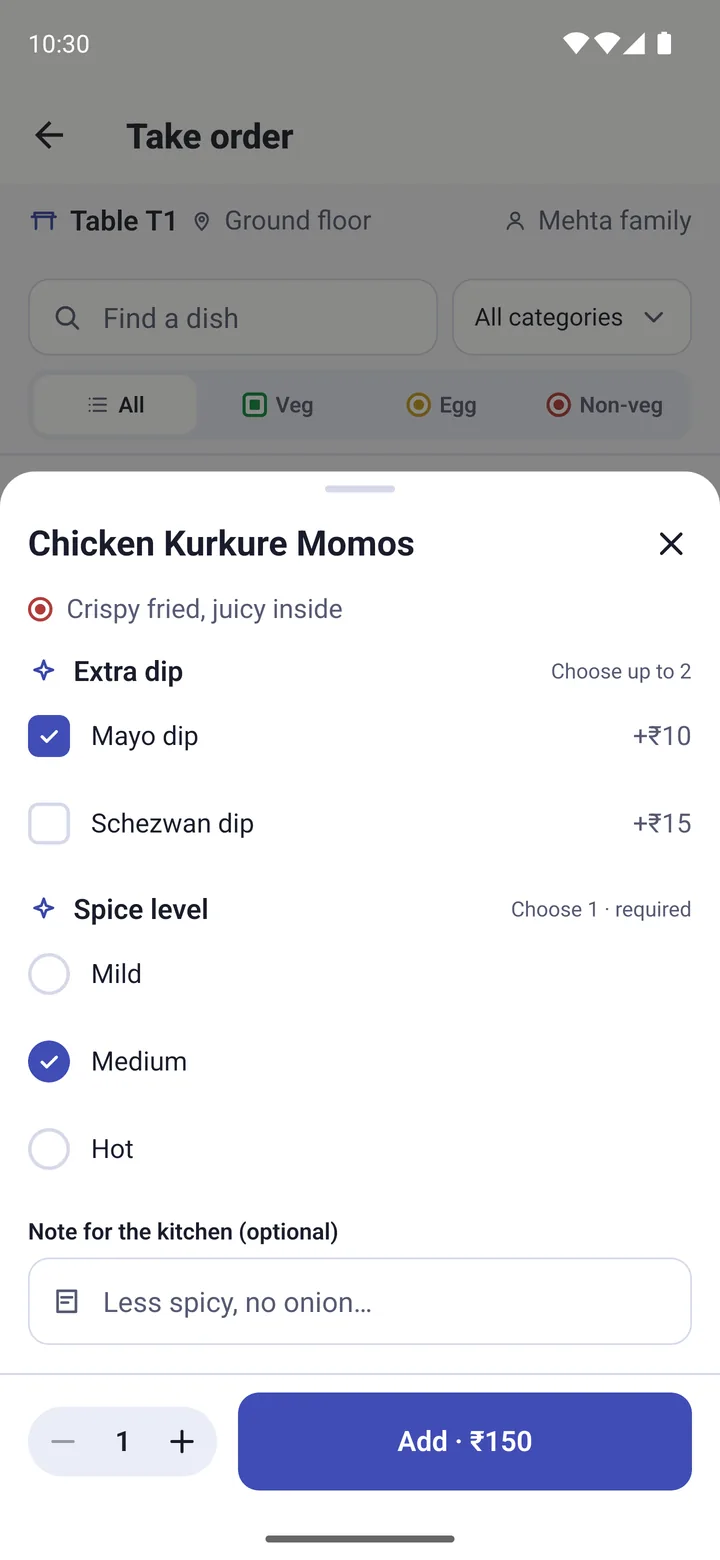 10:30
Take order
Table T1 Ground floor Mehta family
Find a dish All categories
All Veg Egg Non-veg
Chicken Kurkure Momos
Crispy fried, juicy inside
Extra dip Choose up to 2
Mayo dip +₹10
Schezwan dip +₹15
Spice level Choose 1 · required
Mild
Medium
Hot
Note for the kitchen (optional)
Less spicy, no onion…
1 Add · ₹150